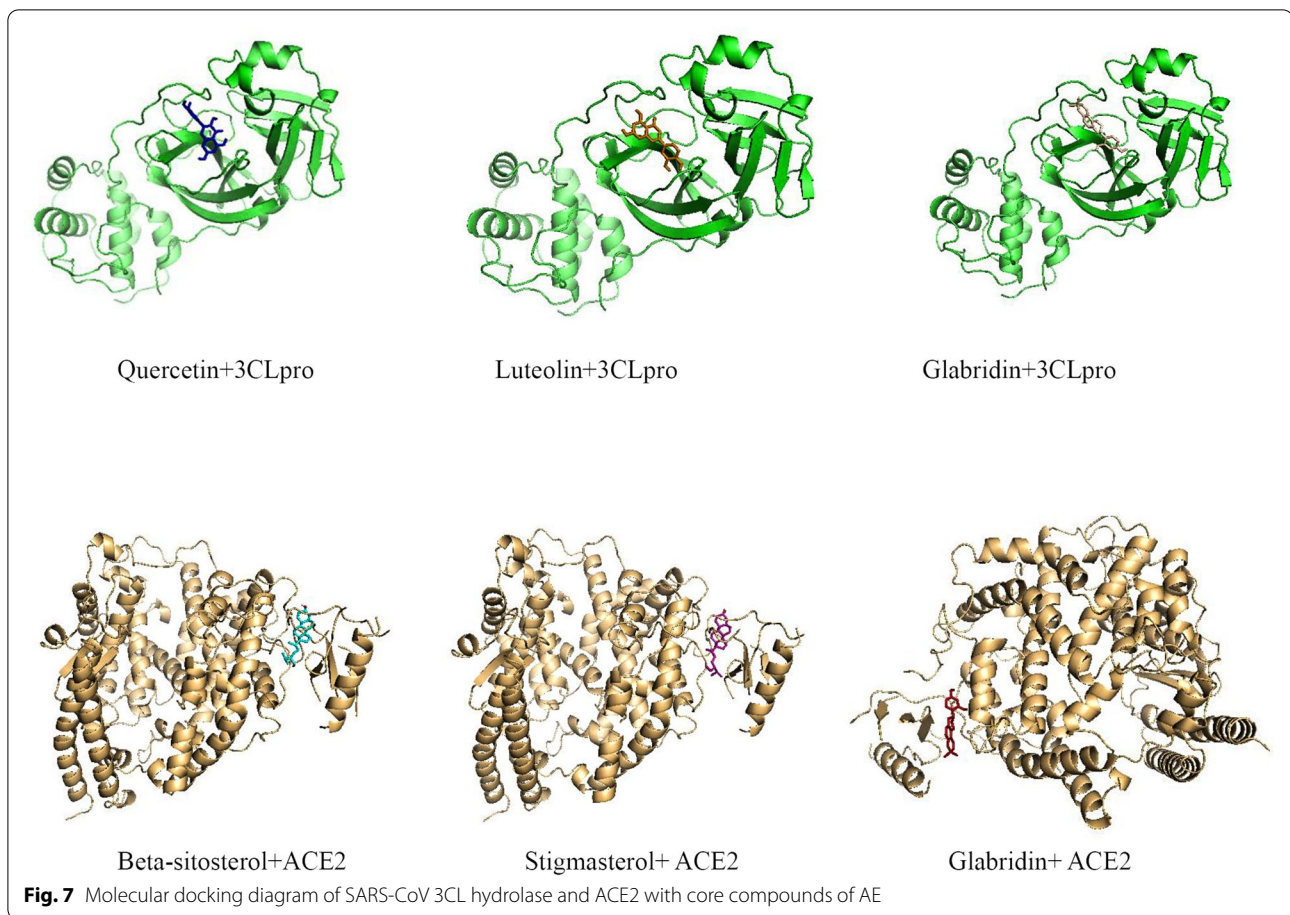 Quercetin+3CLpro
Luteolin+3CLpro
Glabridin+3CLpro
Beta-sitosterol+ACE2
Stigmasterol+ ACE2
Glabridin+ ACE2
Fig. 7 Molecular docking diagram of SARS-CoV 3CL hydrolase and ACE2 with core compounds of AE